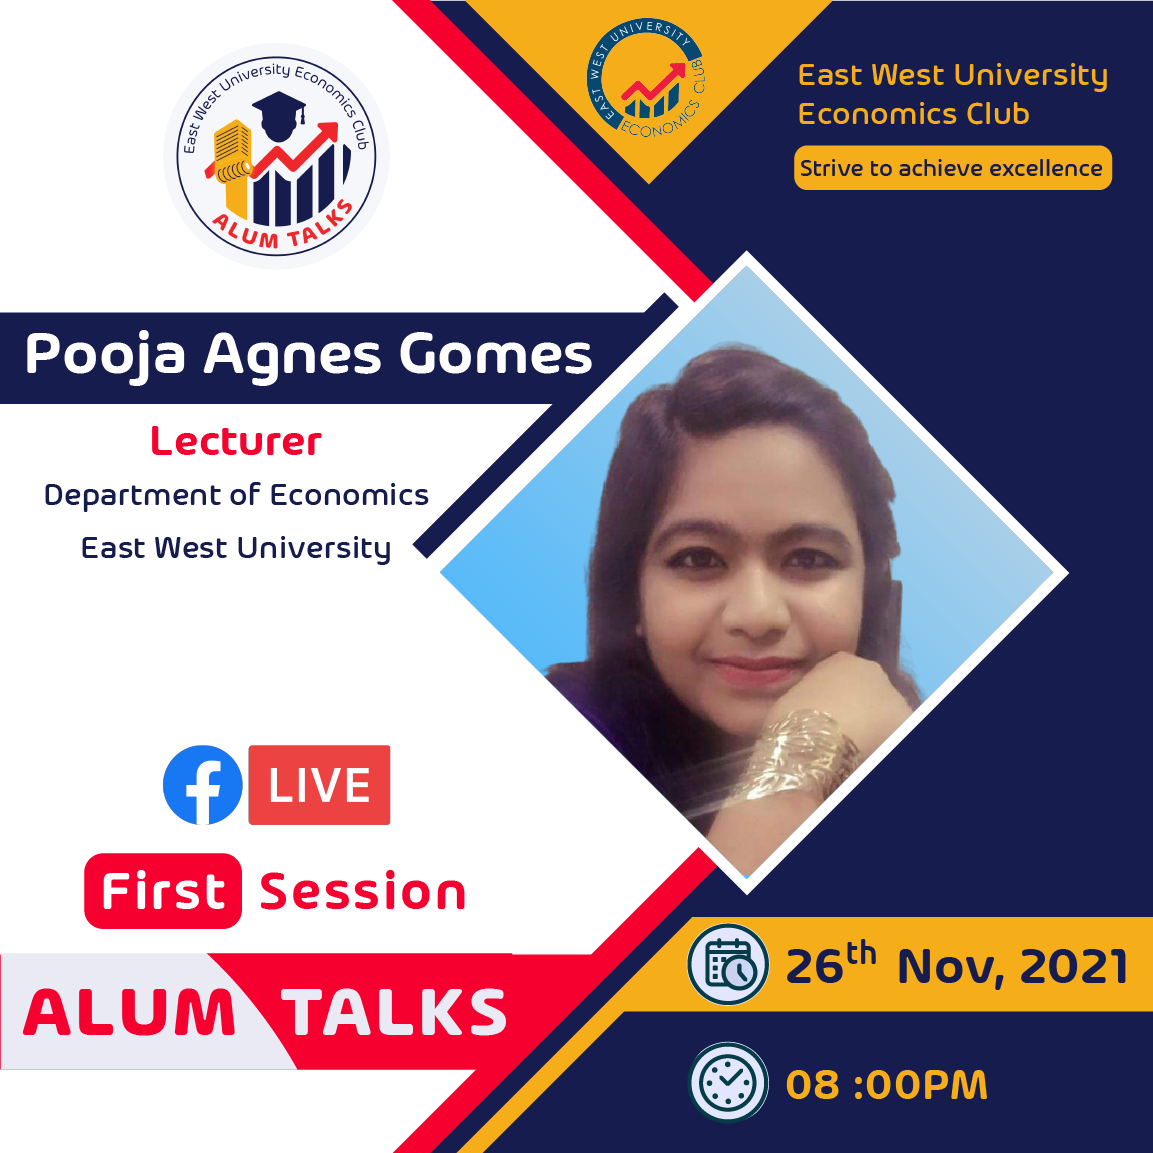 East West University Economics Club
ALUM TALKS
EAST WEST UNIVERSITY
ECONOMICS CLUB
East West University
Economics Club
Strive to achieve excellence
Pooja Agnes Gomes
Lecturer
Department of Economics
East West University
LIVE
First Session
ALUM TALKS
26th Nov, 2021
08 :00PM